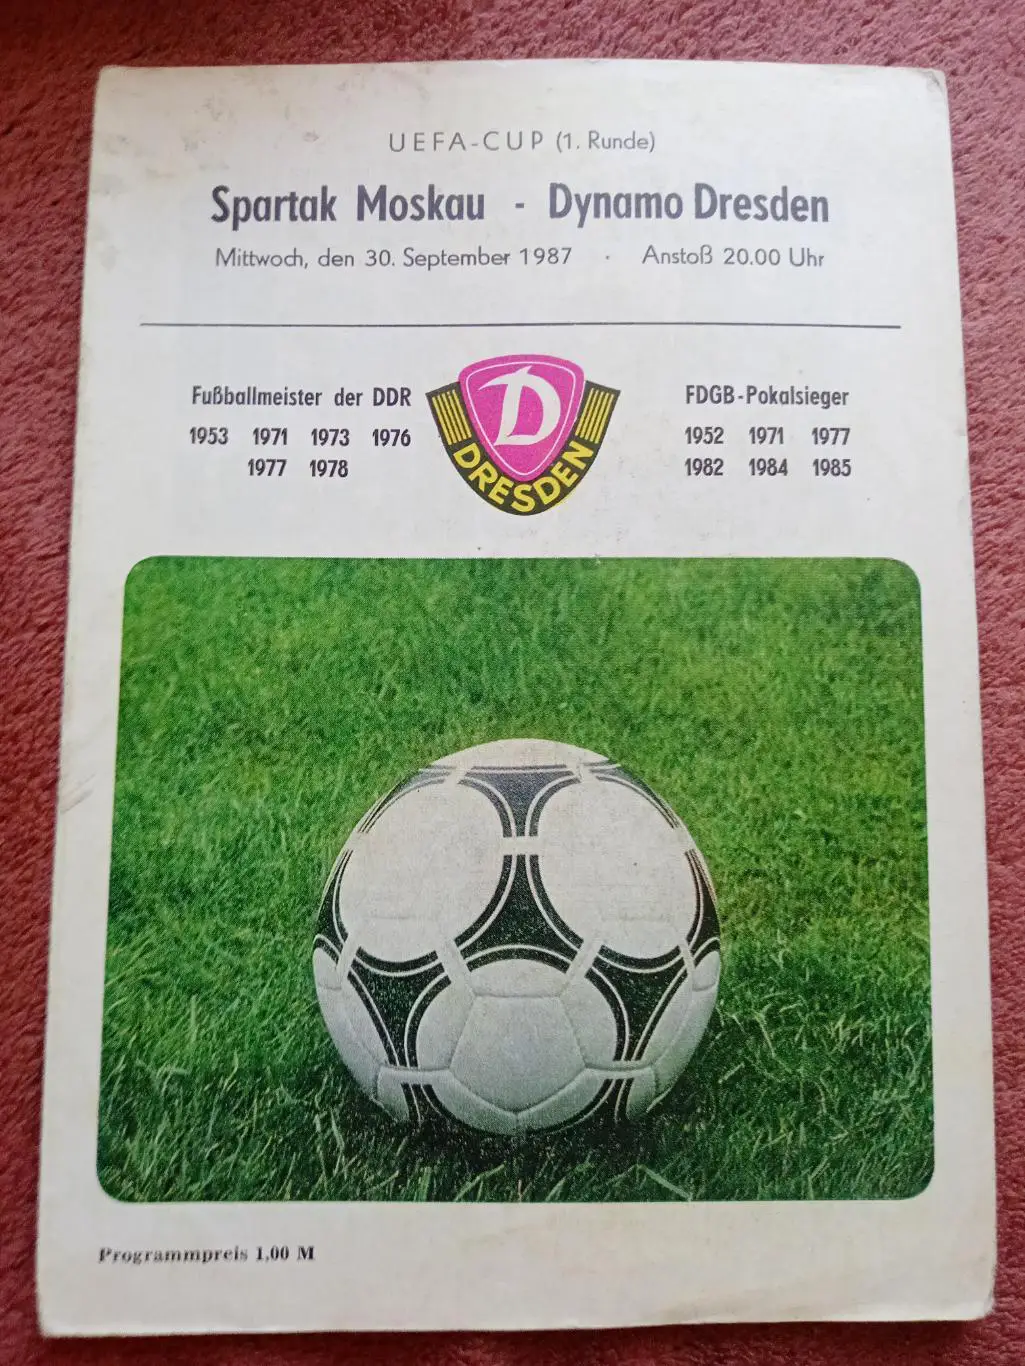 UEFA-CUP (1. Runde)
Spartak Moskau - Dynamo Dresden
Mittwoch, den 30. September 1987 · Anstoß 20.00 Uhr
Fußballmeister der DDR
1953 1971 1973 1976
1977 1978
D
DRESDEN
FDGB-Pokalsieger
1952 1971 1977
1982 1984 1985
Programmpreis 1,00 M